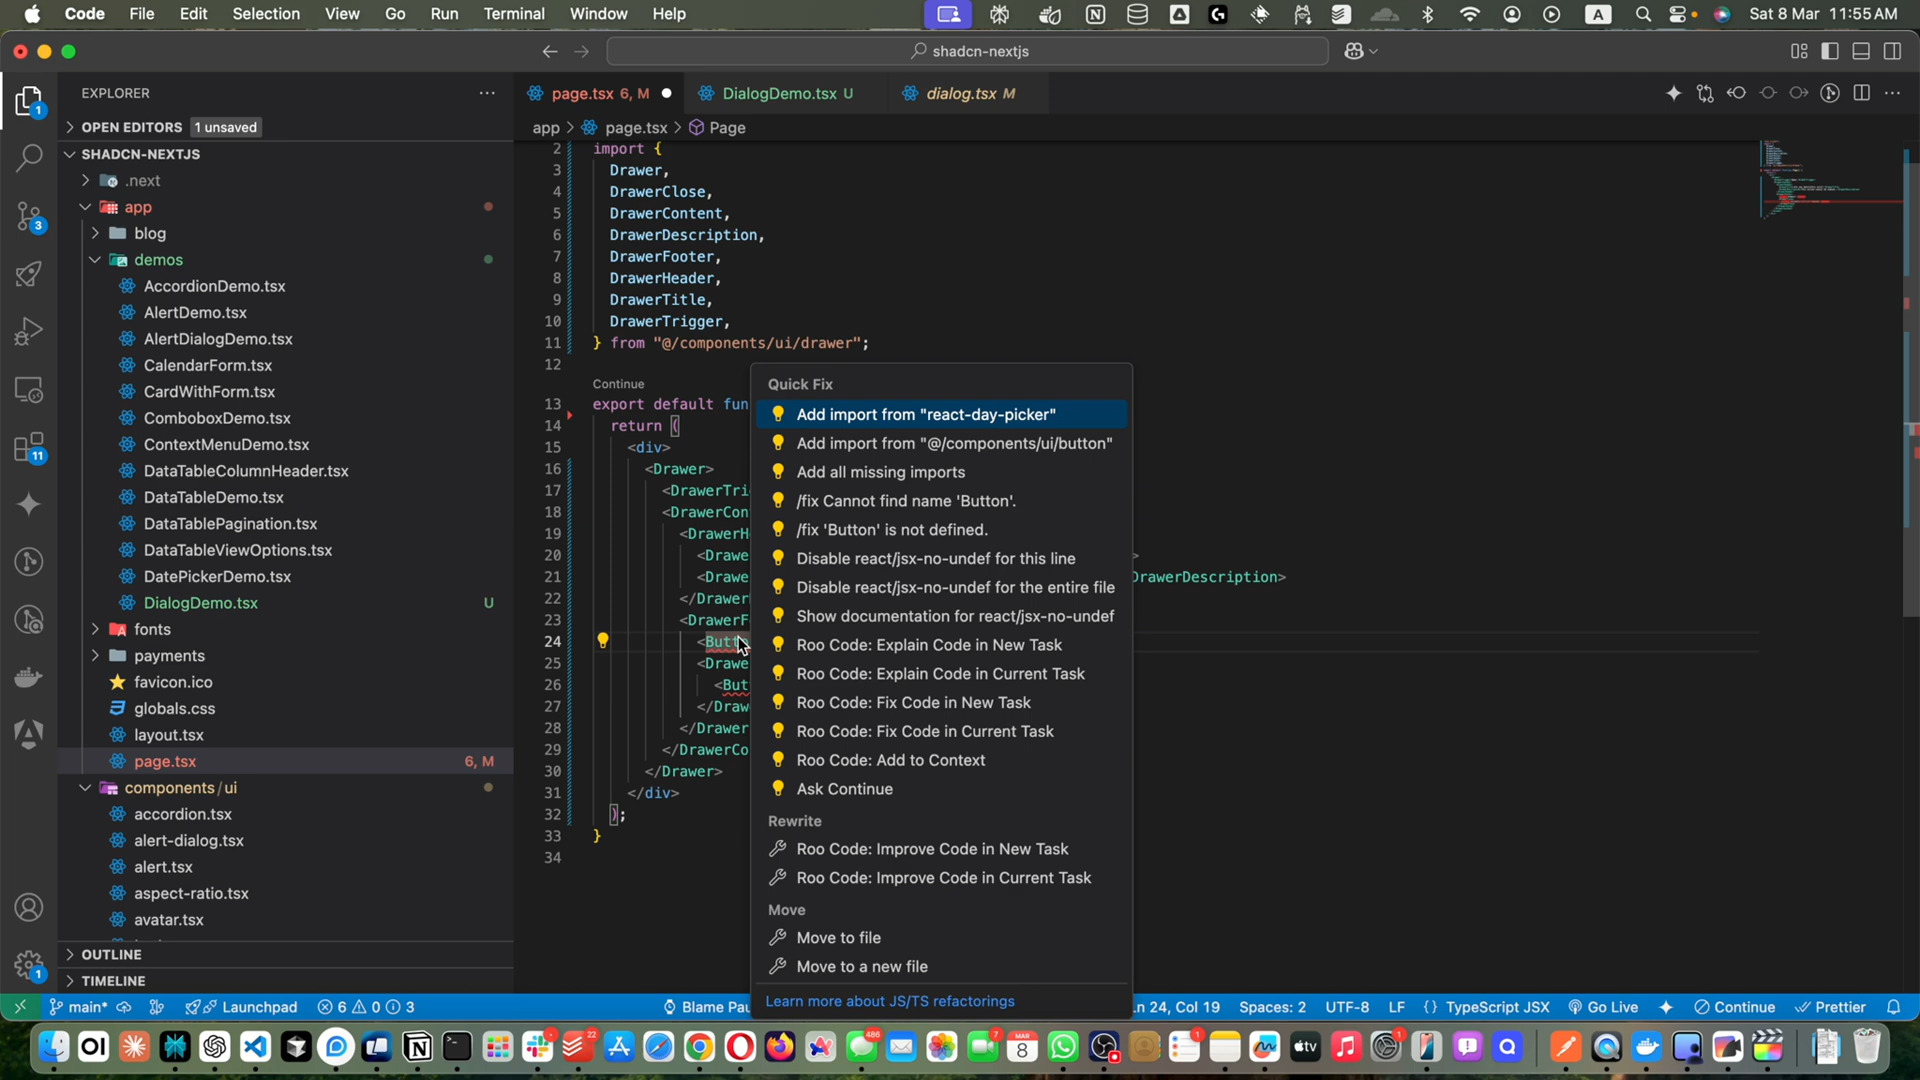 Code File Edit Selection View Go Run Terminal Window Help
A
Sat 8 Mar 11:55 AM
shadcn-nextjs
EXPLORER
OPEN EDITORS 1 unsaved
SHADCN-NEXTJS
.next
app
blog
demos
AccordionDemo.tsx
AlertDemo.tsx
AlertDialogDemo.tsx
CalendarForm.tsx
CardWithForm.tsx
ComboboxDemo.tsx
ContextMenuDemo.tsx
DataTableColumnHeader.tsx
DataTableDemo.tsx
DataTablePagination.tsx
DataTableViewOptions.tsx
DatePickerDemo.tsx
DialogDemo.tsx U
fonts
payments
favicon.ico
globals.css
layout.tsx
page.tsx 6, M
components / ui
accordion.tsx
alert-dialog.tsx
alert.tsx
aspect-ratio.tsx
avatar.tsx
OUTLINE
TIMELINE
1
3
11
1
page.tsx 6, M
DialogDemo.tsx U
dialog.tsx M
app > page.tsx > Page
2 import {
3 Drawer,
4 DrawerClose,
5 DrawerContent,
6 DrawerDescription,
7 DrawerFooter,
8 DrawerHeader,
9 DrawerTitle,
10 DrawerTrigger,
11 } from "@/components/ui/drawer";
12
Continue
13 export default fun
14 return (
15 <div>
16 <Drawer>
17 <DrawerTri
18 <DrawerCon
19 <DrawerH
20 <Drawe >
21 <Drawe DrawerDescription>
22 </Drawer
23 <DrawerF
24 <Butto
25 <Drawe
26 <But
27 </Draw
28 </Drawer
29 </DrawerCo
30 </Drawer>
31 </div>
32 );
33 }
34
Quick Fix
Add import from "react-day-picker"
Add import from "@/components/ui/button"
Add all missing imports
/fix Cannot find name 'Button'.
/fix 'Button' is not defined.
Disable react/jsx-no-undef for this line
Disable react/jsx-no-undef for the entire file
Show documentation for react/jsx-no-undef
Roo Code: Explain Code in New Task
Roo Code: Explain Code in Current Task
Roo Code: Fix Code in New Task
Roo Code: Fix Code in Current Task
Roo Code: Add to Context
Ask Continue
Rewrite
Roo Code: Improve Code in New Task
Roo Code: Improve Code in Current Task
Move
Move to file
Move to a new file
Learn more about JS/TS refactorings
main* Launchpad 6 0 3 Blame Pau n 24, Col 19 Spaces: 2 UTF-8 LF {} TypeScript JSX Go Live Continue Prettier
OI
22
486
7
MAR
8
1
tv
1